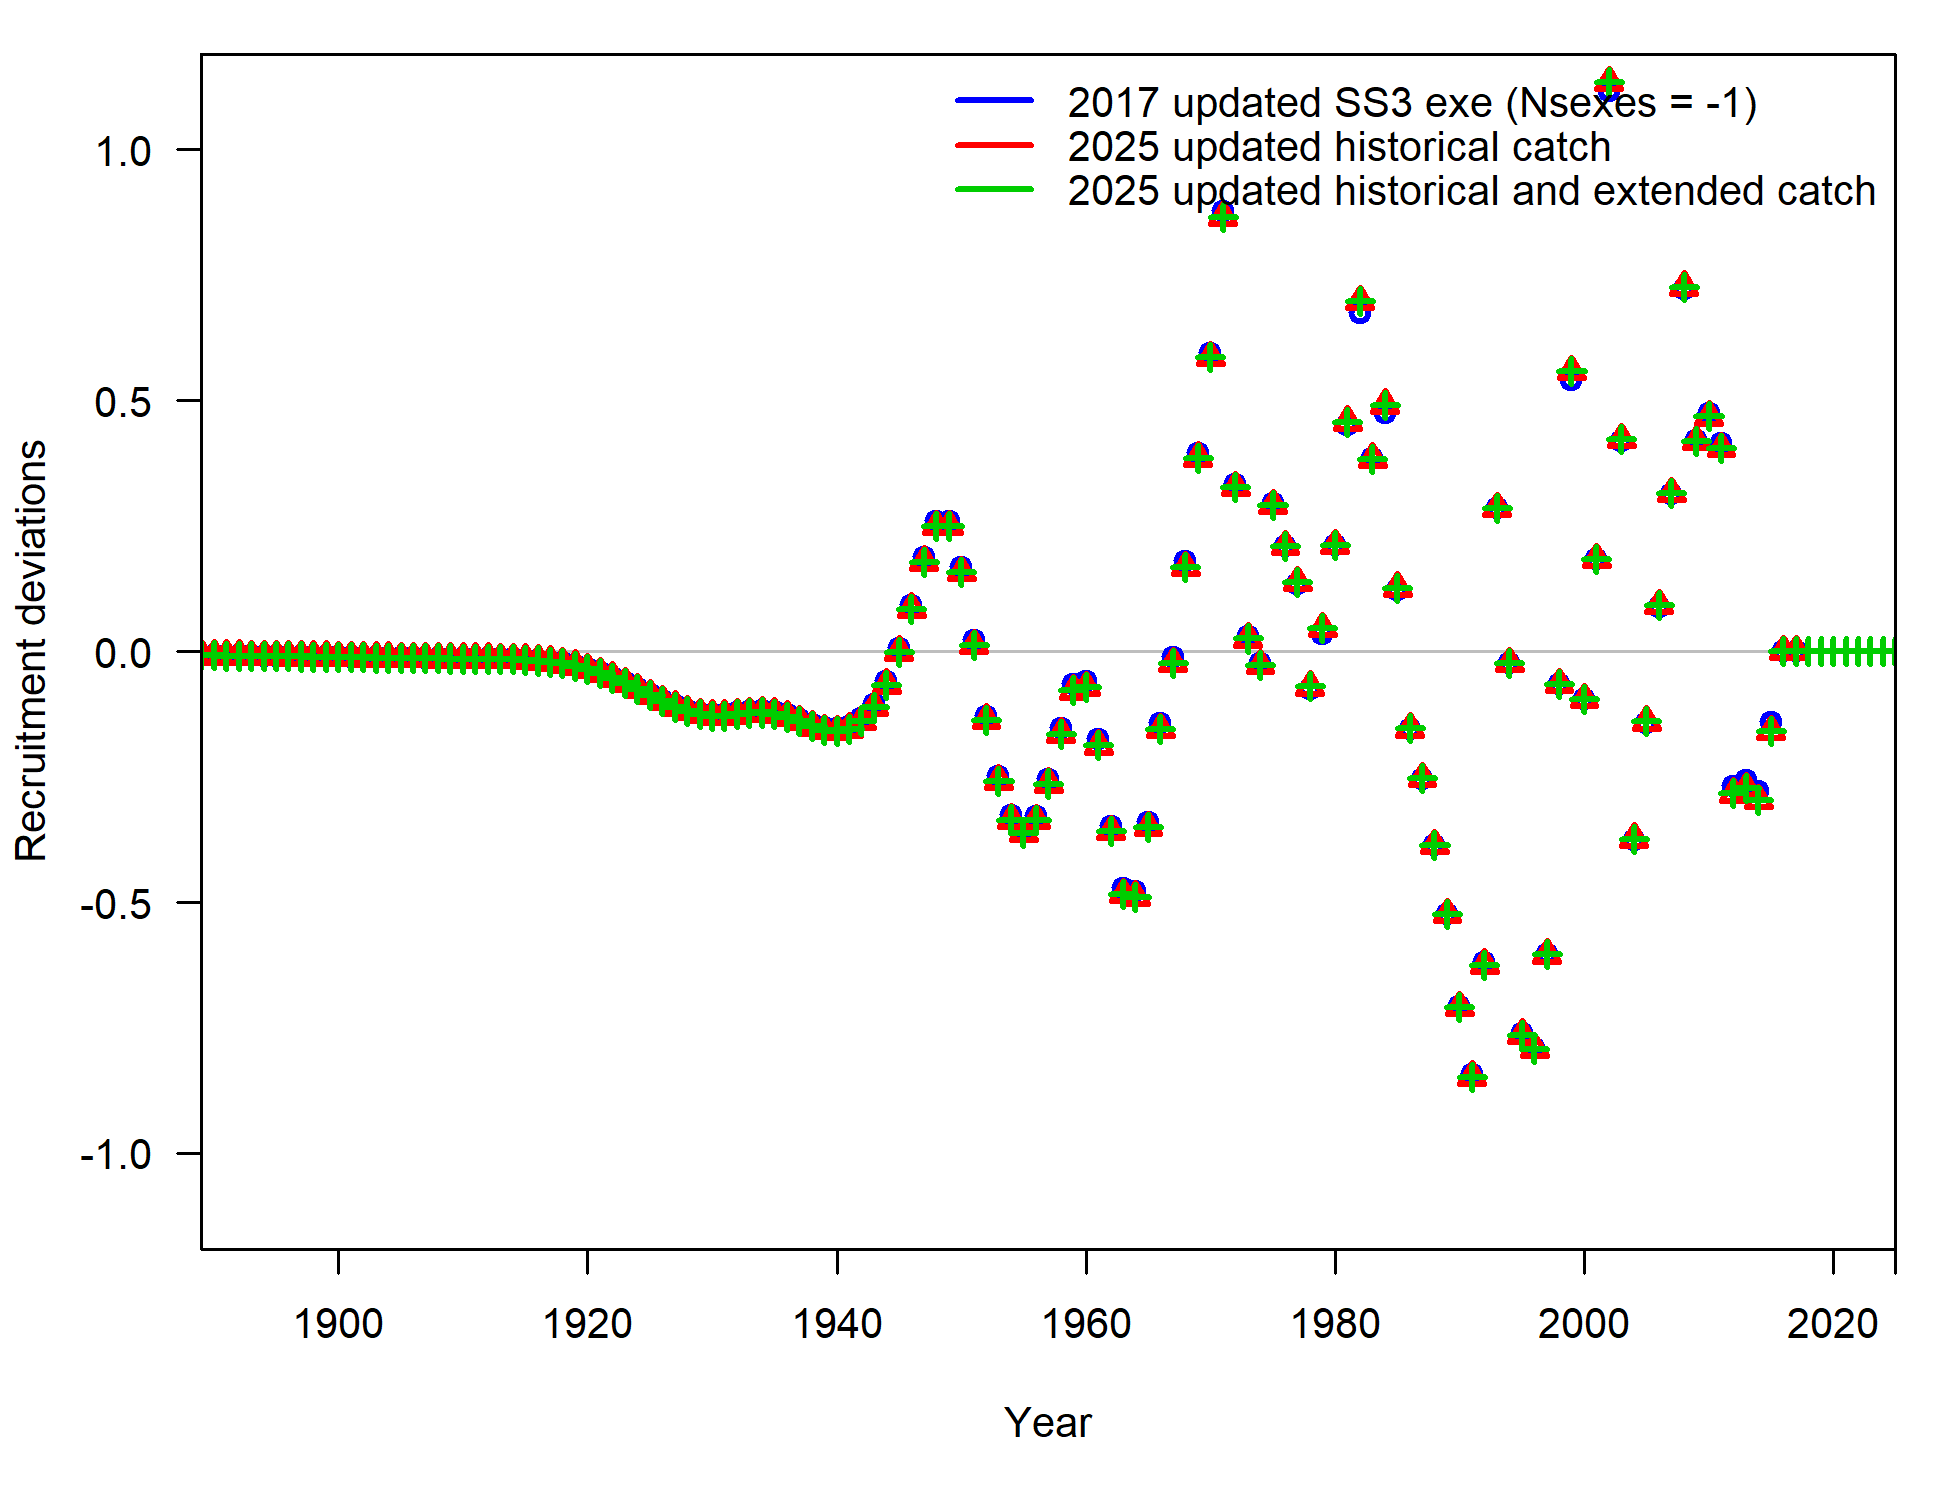 2017 updated SS3 exe (Nsexes = -1)
2025 updated historical catch
2025 updated historical and extended catch
1.0
0.5
0.0
-0.5
-1.0
Recruitment deviations
1900 1920 1940 1960 1980 2000 2020
Year